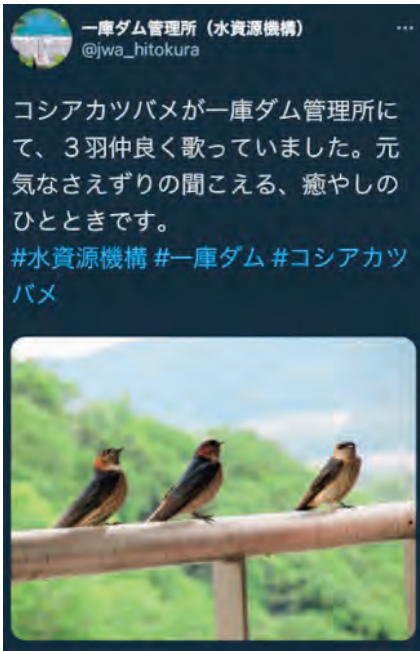 一庫ダム管理所（水資源機構）
@jwa_hitokura
コシアカツバメが一庫ダム管理所に
て、３羽仲良く歌っていました。元
気なさえずりの聞こえる、癒やしの
ひとときです。
#水資源機構 #一庫ダム #コシアカツ
バメ